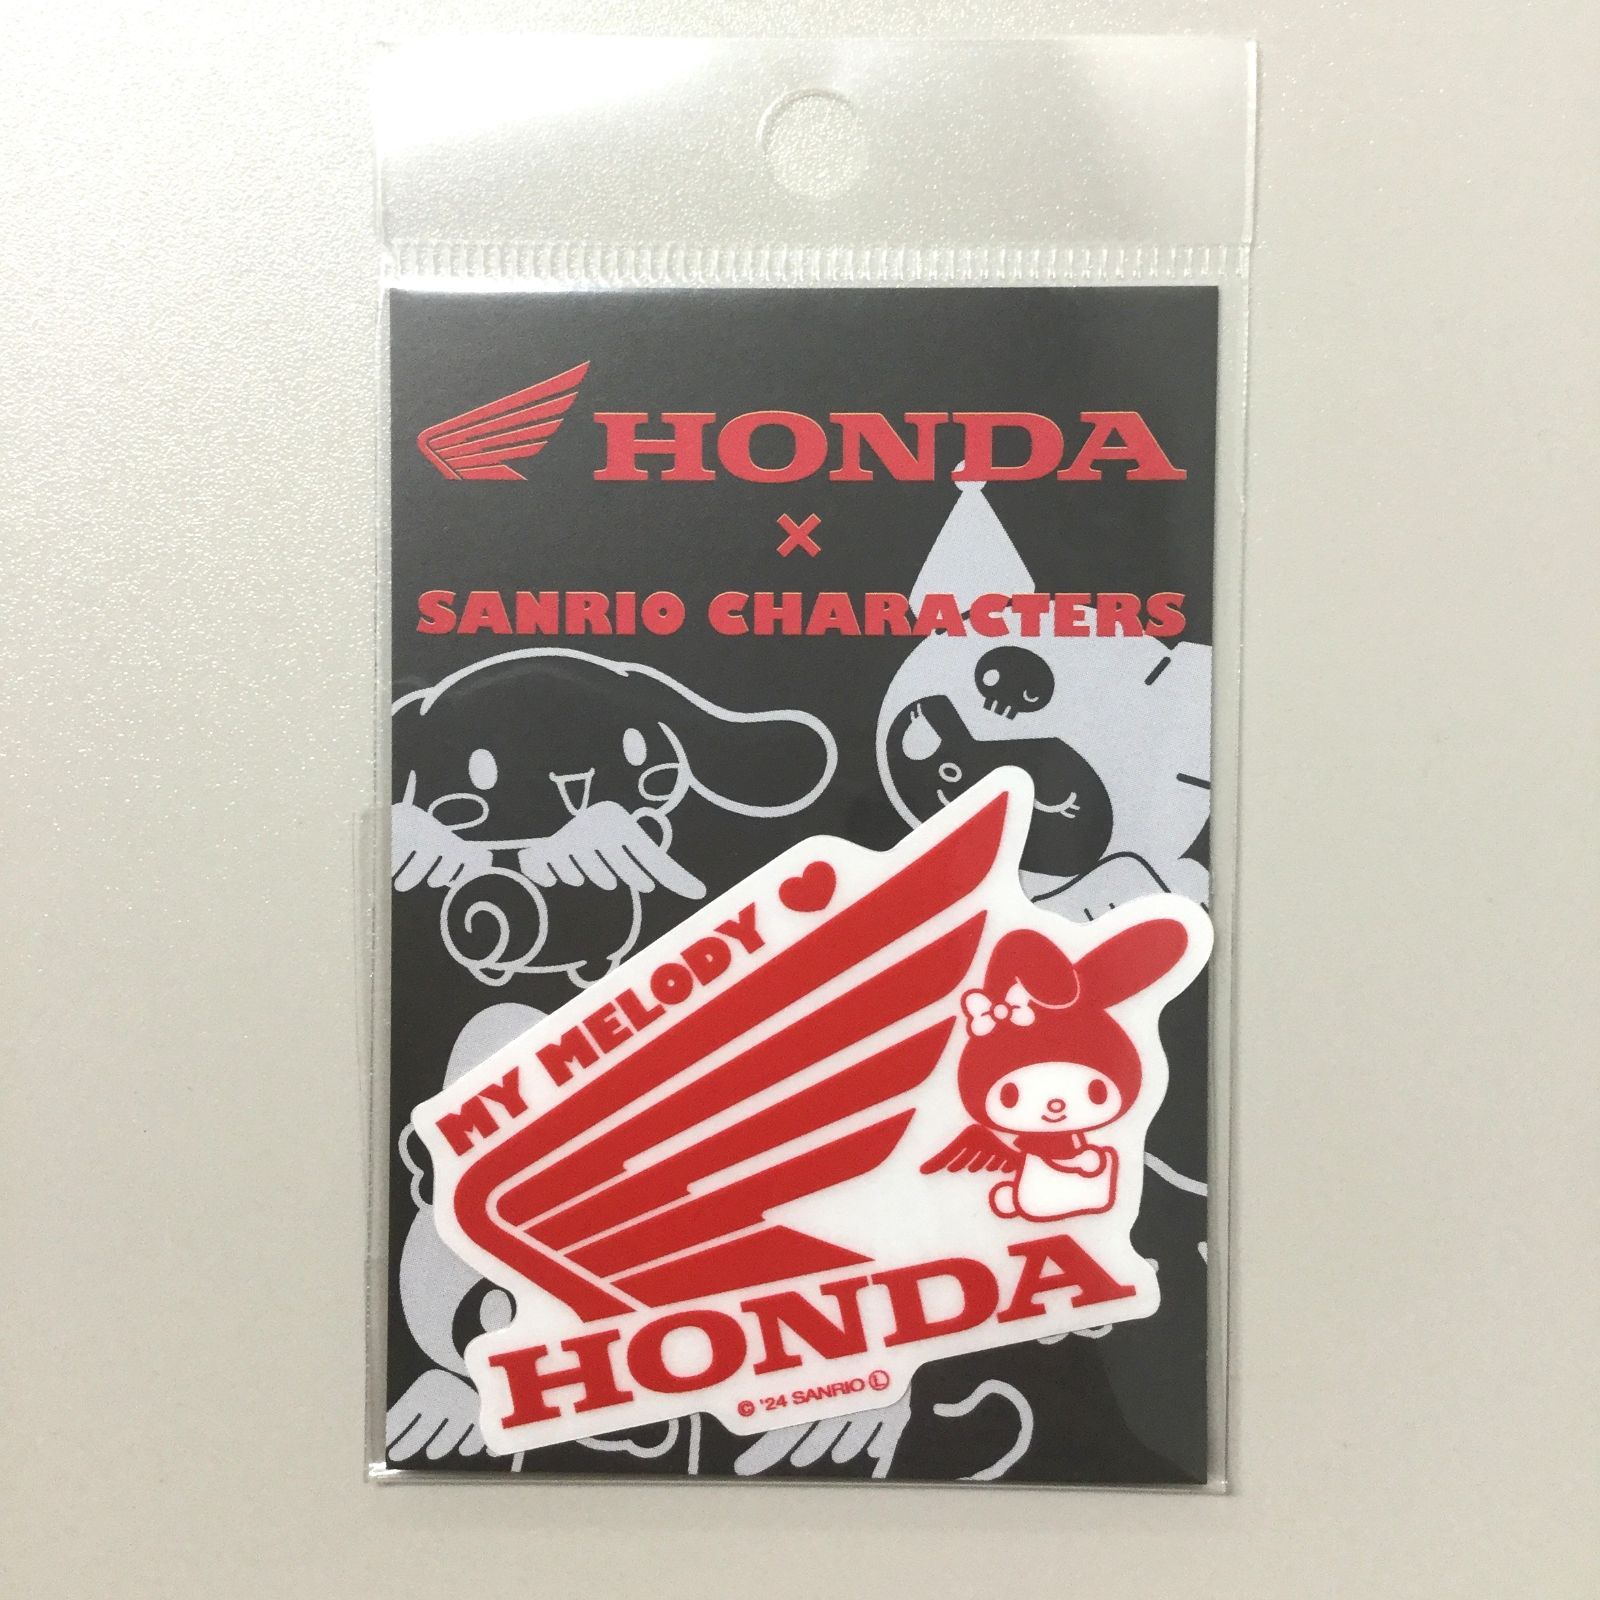 HONDA
×
SANRIO CHARACTERS
MY MELODY ♥
HONDA
© '24 SANRIO Ⓛ